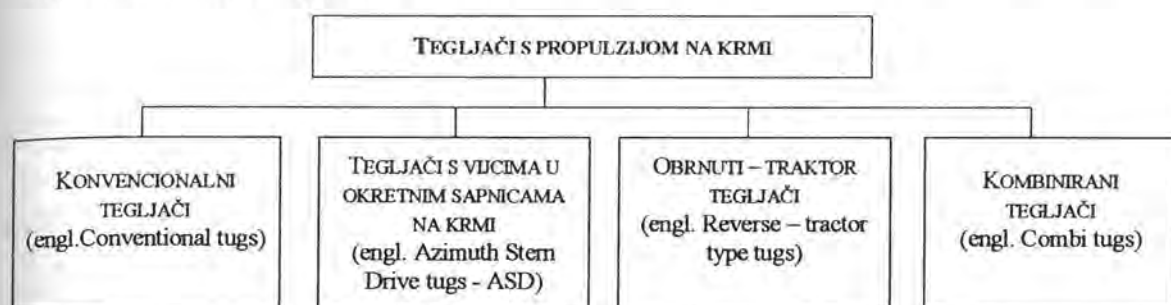 TEGLJAČI S PROPULZIJOM NA KRMI
KONVENCIONALNI
TEGLJAČI
(engl.Conventional tugs)
TEGLJAČI S VIJCIMA U
OKRETNIM SAPNICAMA
NA KRMI
(engl. Azimuth Stern
Drive tugs - ASD)
OBRNUTI – TRAKTOR
TEGLJAČI
(engl. Reverse – tractor
type tugs)
KOMBINIRANI
TEGLJAČI
(engl. Combi tugs)